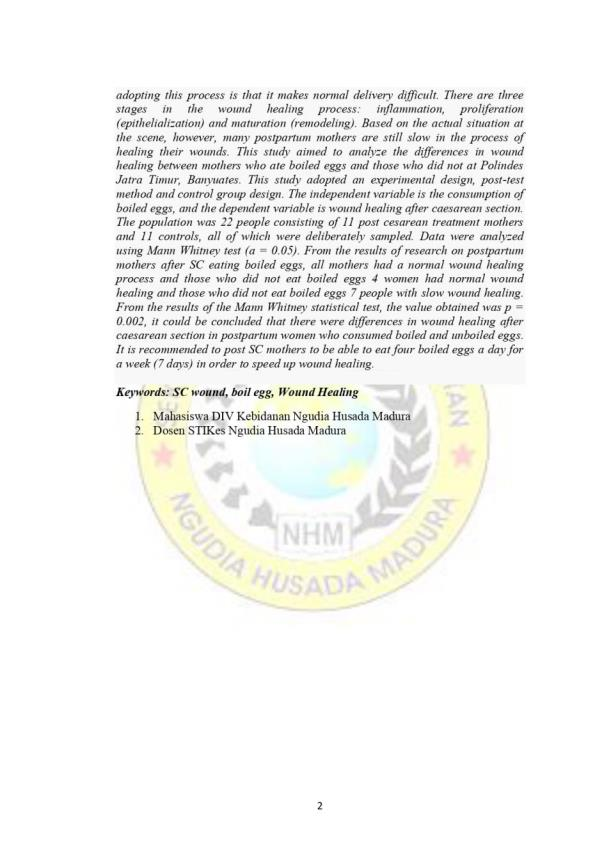 adopting this process is that it makes normal delivery difficult. There are three
stages in the wound healing process: inflammation, proliferation
(epithelialization) and maturation (remodeling). Based on the actual situation at
the scene, however, many postpartum mothers are still slow in the process of
healing their wounds. This study aimed to analyze the differences in wound
healing between mothers who ate boiled eggs and those who did not at Polindes
Jatra Timur, Banyuates. This study adopted an experimental design, post-test
method and control group design. The independent variable is the consumption of
boiled eggs, and the dependent variable is wound healing after caesarean section.
The population was 22 people consisting of 11 post cesarean treatment mothers
and 11 controls, all of which were deliberately sampled. Data were analyzed
using Mann Whitney test (a = 0.05). From the results of research on postpartum
mothers after SC eating boiled eggs, all mothers had a normal wound healing
process and those who did not eat boiled eggs 4 women had normal wound
healing and those who did not eat boiled eggs 7 people with slow wound healing.
From the results of the Mann Whitney statistical test, the value obtained was p =
0.002, it could be concluded that there were differences in wound healing after
caesarean section in postpartum women who consumed boiled and unboiled eggs.
It is recommended to post SC mothers to be able to eat four boiled eggs a day for
a week (7 days) in order to speed up wound healing.
Keywords: SC wound, boil egg, Wound Healing
1. Mahasiswa DIV Kebidanan Ngudia Husada Madura
2. Dosen STIKes Ngudia Husada Madura
NHM
NGUDIA HUSADA MADURA
2